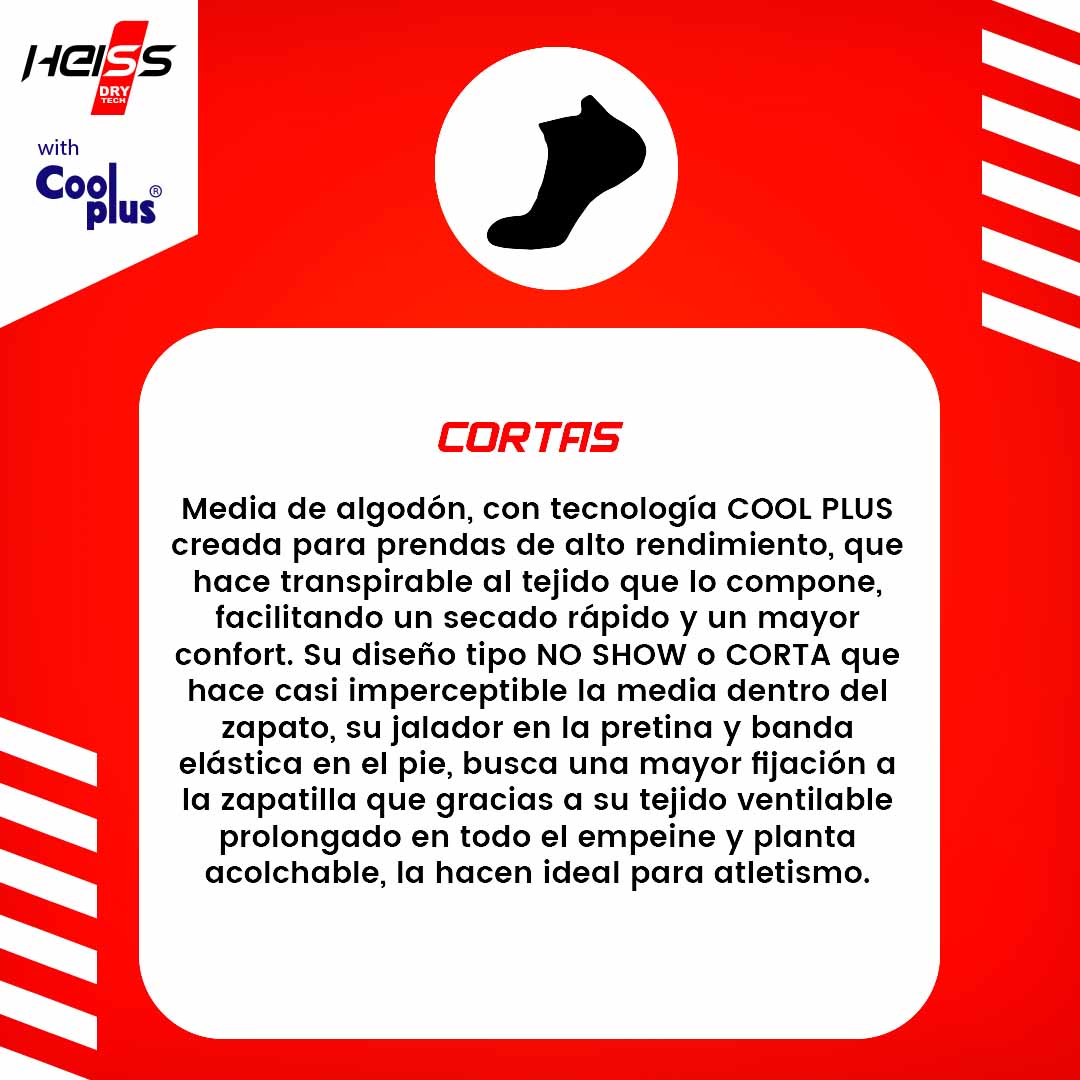 HEISS
DRY
TECH
with
Cool
plus®
CORTAS
Media de algodón, con tecnología COOL PLUS
creada para prendas de alto rendimiento, que
hace transpirable al tejido que lo compone,
facilitando un secado rápido y un mayor
confort. Su diseño tipo NO SHOW o CORTA que
hace casi imperceptible la media dentro del
zapato, su jalador en la pretina y banda
elástica en el pie, busca una mayor fijación a
la zapatilla que gracias a su tejido ventilable
prolongado en todo el empeine y planta
acolchable, la hacen ideal para atletismo.